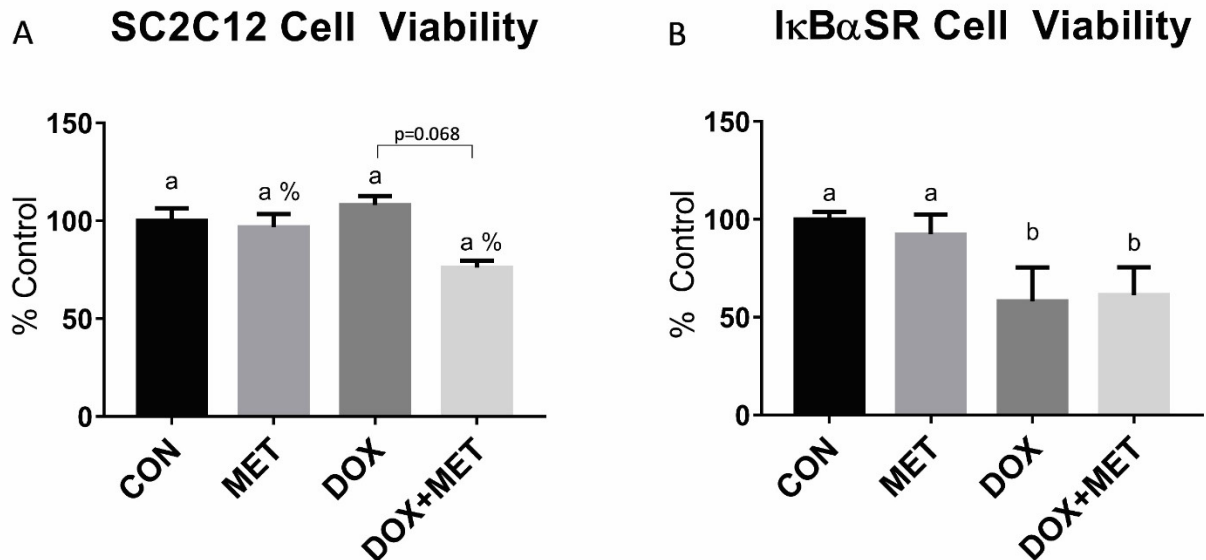 A
SC2C12 Cell Viability
% Control
150
100
50
0
a
a %
a
p=0.068
a %
CON
MET
DOX
DOX+MET
B
IκBαSR Cell Viability
% Control
150
100
50
0
a
a
b
b
CON
MET
DOX
DOX+MET